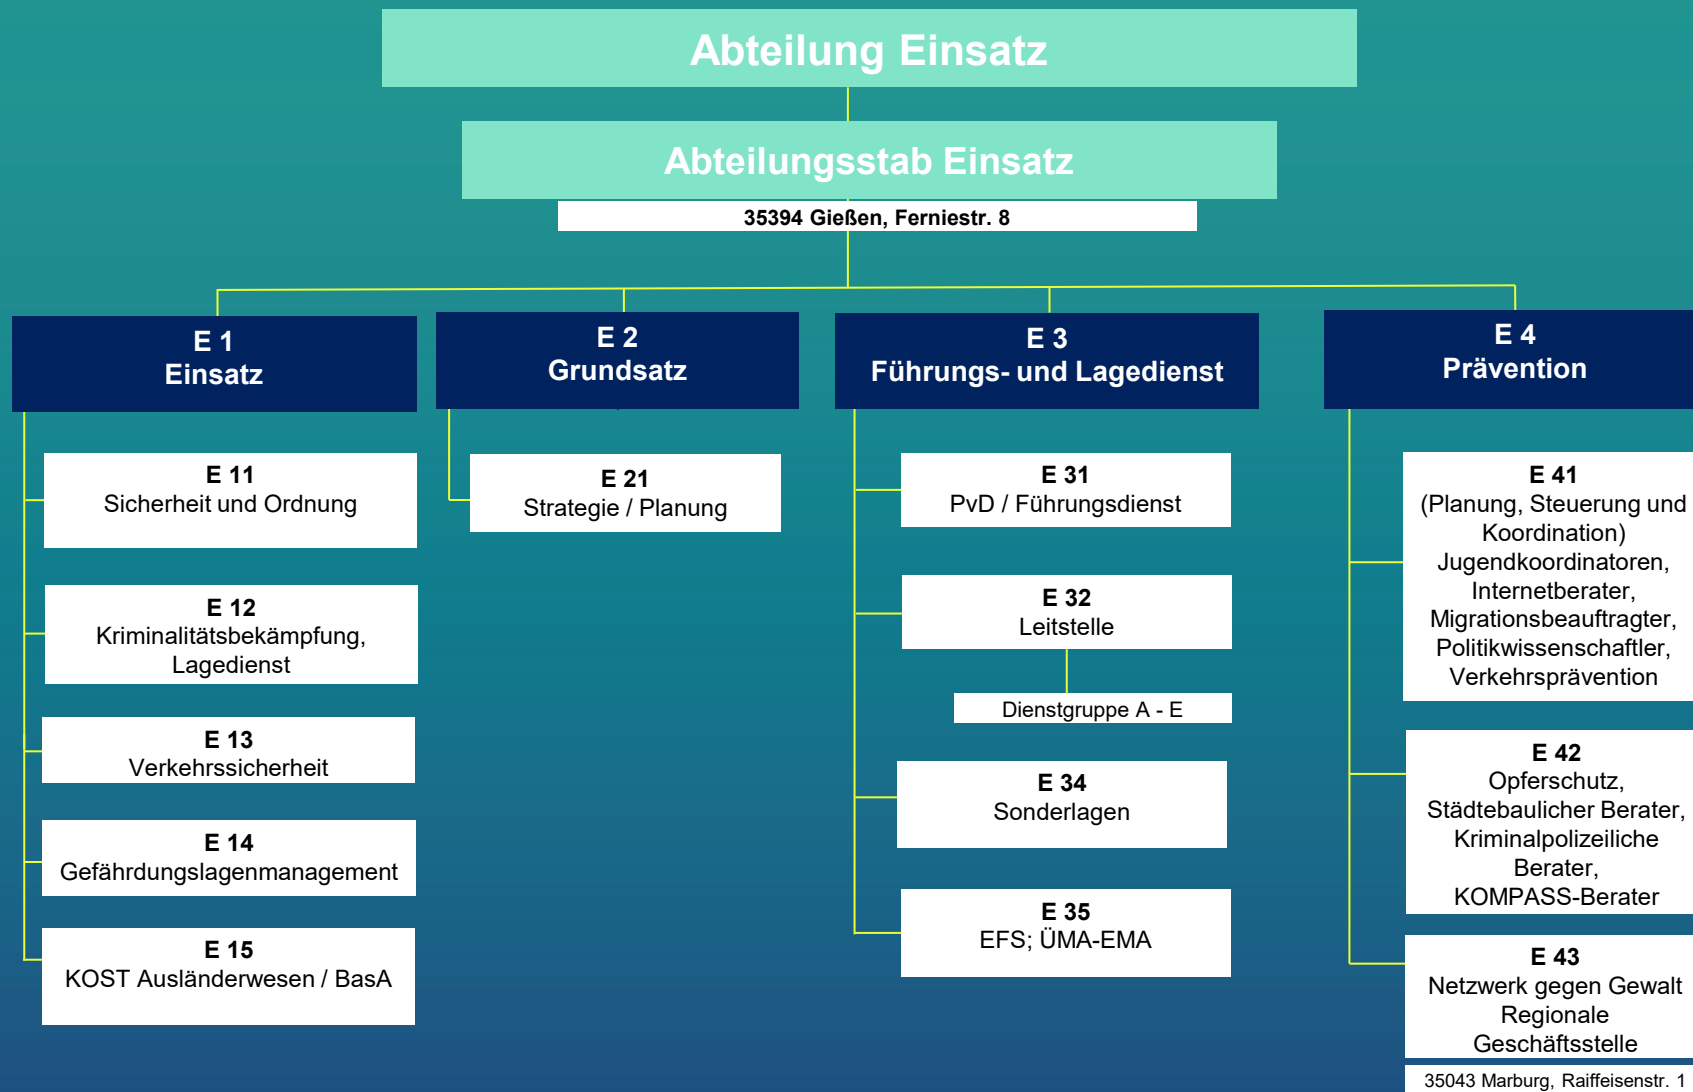 Abteilung Einsatz
Abteilungsstab Einsatz
35394 Gießen, Ferniestr. 8
E 1
Einsatz
E 11
Sicherheit und Ordnung
E 12
Kriminalitätsbekämpfung,
Lagedienst
E 13
Verkehrssicherheit
E 14
Gefährdungslagenmanagement
E 15
KOST Ausländerwesen / BasA
E 2
Grundsatz
E 21
Strategie / Planung
E 3
Führungs- und Lagedienst
E 31
PvD / Führungsdienst
E 32
Leitstelle
Dienstgruppe A - E
E 34
Sonderlagen
E 35
EFS; ÜMA-EMA
E 4
Prävention
E 41
(Planung, Steuerung und
Koordination)
Jugendkoordinatoren,
Internetberater,
Migrationsbeauftragter,
Politikwissenschaftler,
Verkehrsprävention
E 42
Opferschutz,
Städtebaulicher Berater,
Kriminalpolizeiliche
Berater,
KOMPASS-Berater
E 43
Netzwerk gegen Gewalt
Regionale
Geschäftsstelle
35043 Marburg, Raiffeisenstr. 1